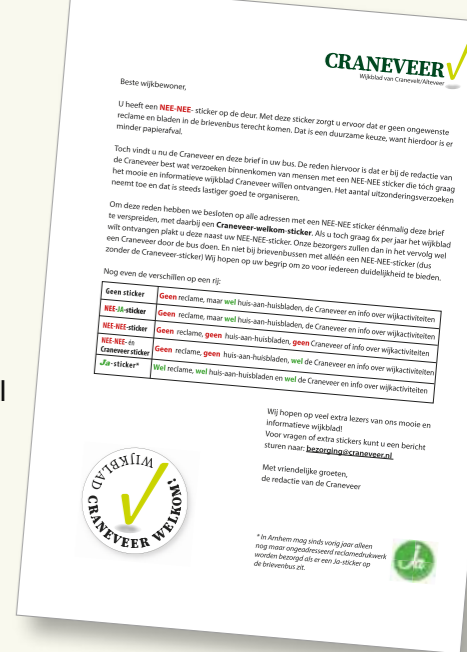 CRANEVEER
Wijkblad van Cranevelt/Alteveer
Beste wijkbewoner,
U heeft een NEE-NEE- sticker op de deur. Met deze sticker zorgt u ervoor dat er geen ongewenste
reclame en bladen in de brievenbus terecht komen. Dat is een duurzame keuze, want hierdoor is er
minder papierafval.
Toch vindt u nu de Craneveer en deze brief in uw bus. De reden hiervoor is dat er bij de redactie van
de Craneveer best wat verzoeken binnenkomen van mensen met een NEE-NEE sticker die tóch graag
het mooie en informatieve wijkblad Craneveer willen ontvangen. Het aantal uitzonderingsverzoeken
neemt toe en dat is steeds lastiger goed te organiseren.
Om deze reden hebben we besloten op alle adressen met een NEE-NEE sticker éénmalig deze brief
te verspreiden, met daarbij een Craneveer-welkom-sticker. Als u toch graag 6x per jaar het wijkblad
wilt ontvangen plakt u deze naast uw NEE-NEE-sticker. Onze bezorgers zullen dan in het vervolg wel
een Craneveer door de bus doen. En niet bij brievenbussen met alléén een NEE-NEE-sticker (dus
zonder de Craneveer-sticker) Wij hopen op uw begrip om zo voor iedereen duidelijkheid te bieden.
Nog even de verschillen op een rij:
Geen sticker Geen reclame, maar wel huis-aan-huisbladen, de Craneveer en info over wijkactiviteiten
NEE-JA-sticker Geen reclame, maar wel huis-aan-huisbladen, de Craneveer en info over wijkactiviteiten
NEE-NEE-sticker Geen reclame, geen huis-aan-huisbladen, geen Craneveer of info over wijkactiviteiten
NEE-NEE- én
Craneveer sticker Geen reclame, geen huis-aan-huisbladen, wel de Craneveer en info over wijkactiviteiten
Ja-sticker* Wel reclame, wel huis-aan-huisbladen en wel de Craneveer en info over wijkactiviteiten
l
Wij hopen op veel extra lezers van ons mooie en
informatieve wijkblad!
Voor vragen of extra stickers kunt u een bericht
sturen naar: bezorging@craneveer.nl
Met vriendelijke groeten,
de redactie van de Craneveer
WIJKBLAD
CRANEVEER WELKOM!
* In Arnhem mag sinds vorig jaar alleen
nog maar ongeadresseerd reclamedrukwerk
worden bezorgd als er een Ja-sticker op
de brievenbus zit.
Ja